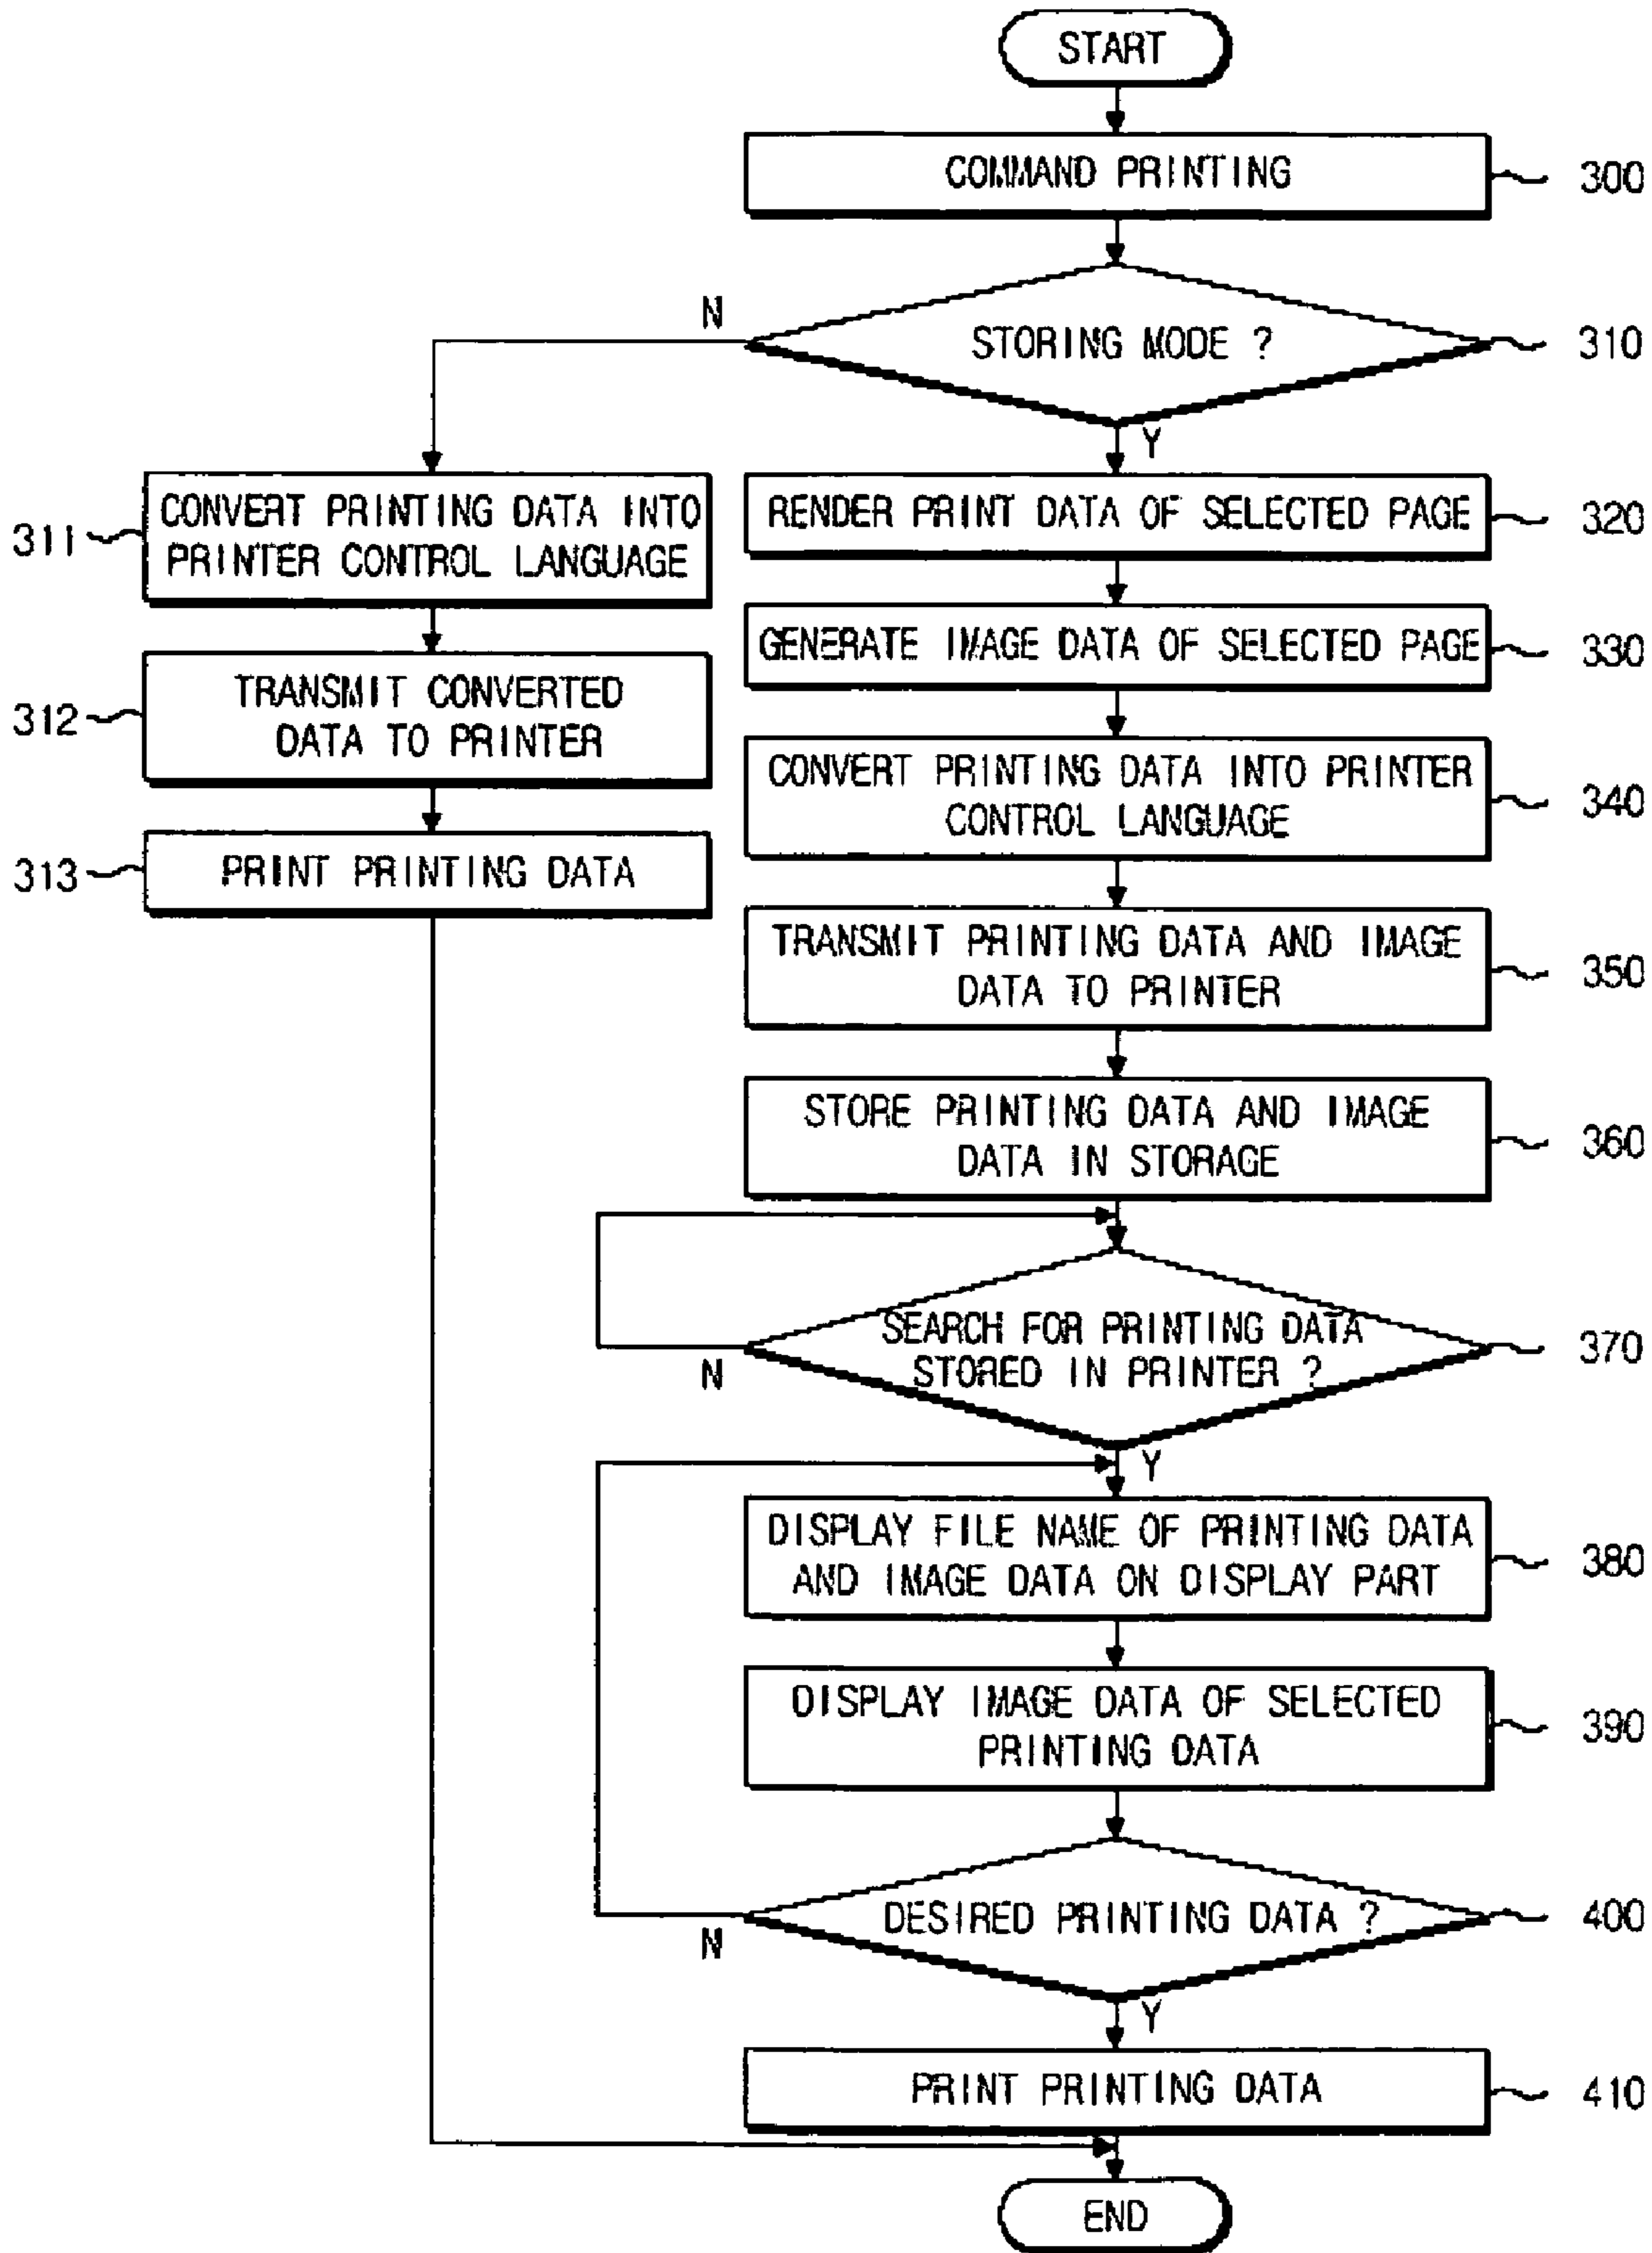 START
COMMAND PRINTING
300
N
STORING MODE ?
310
Y
311
CONVERT PRINTING DATA INTO
PRINTER CONTROL LANGUAGE
RENDER PRINT DATA OF SELECTED PAGE
320
GENERATE IMAGE DATA OF SELECTED PAGE
330
312
TRANSMIT CONVERTED
DATA TO PRINTER
CONVERT PRINTING DATA INTO PRINTER
CONTROL LANGUAGE
340
313
PRINT PRINTING DATA
TRANSMIT PRINTING DATA AND IMAGE
DATA TO PRINTER
350
STORE PRINTING DATA AND IMAGE
DATA IN STORAGE
360
SEARCH FOR PRINTING DATA
STORED IN PRINTER ?
370
N
Y
DISPLAY FILE NAME OF PRINTING DATA
AND IMAGE DATA ON DISPLAY PART
380
DISPLAY IMAGE DATA OF SELECTED
PRINTING DATA
390
DESIRED PRINTING DATA ?
400
N
Y
PRINT PRINTING DATA
410
END